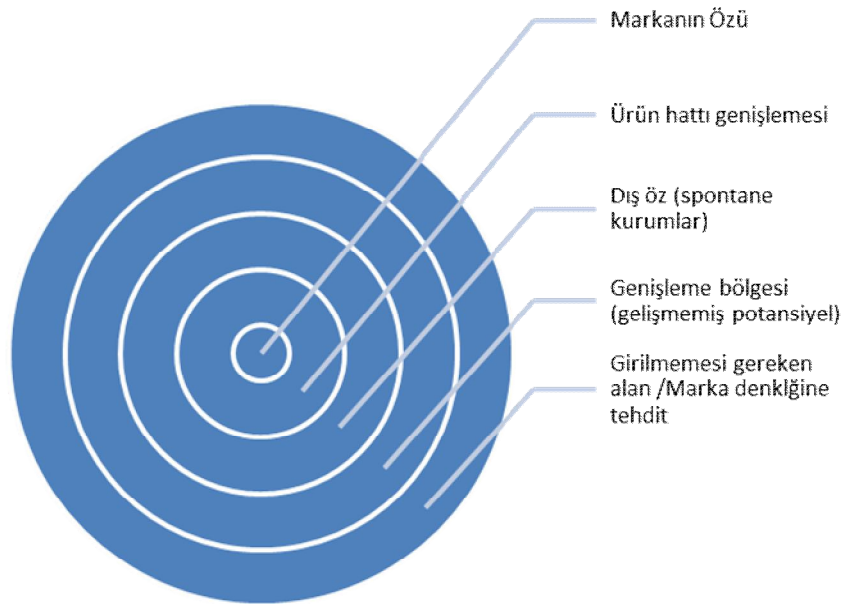 Markanın Özü
Ürün hattı genişlemesi
Dış öz (spontane
kurumlar)
Genişleme bölgesi
(gelişmemiş potansiyel)
Girilmemesi gereken
alan /Marka denklğine
tehdit